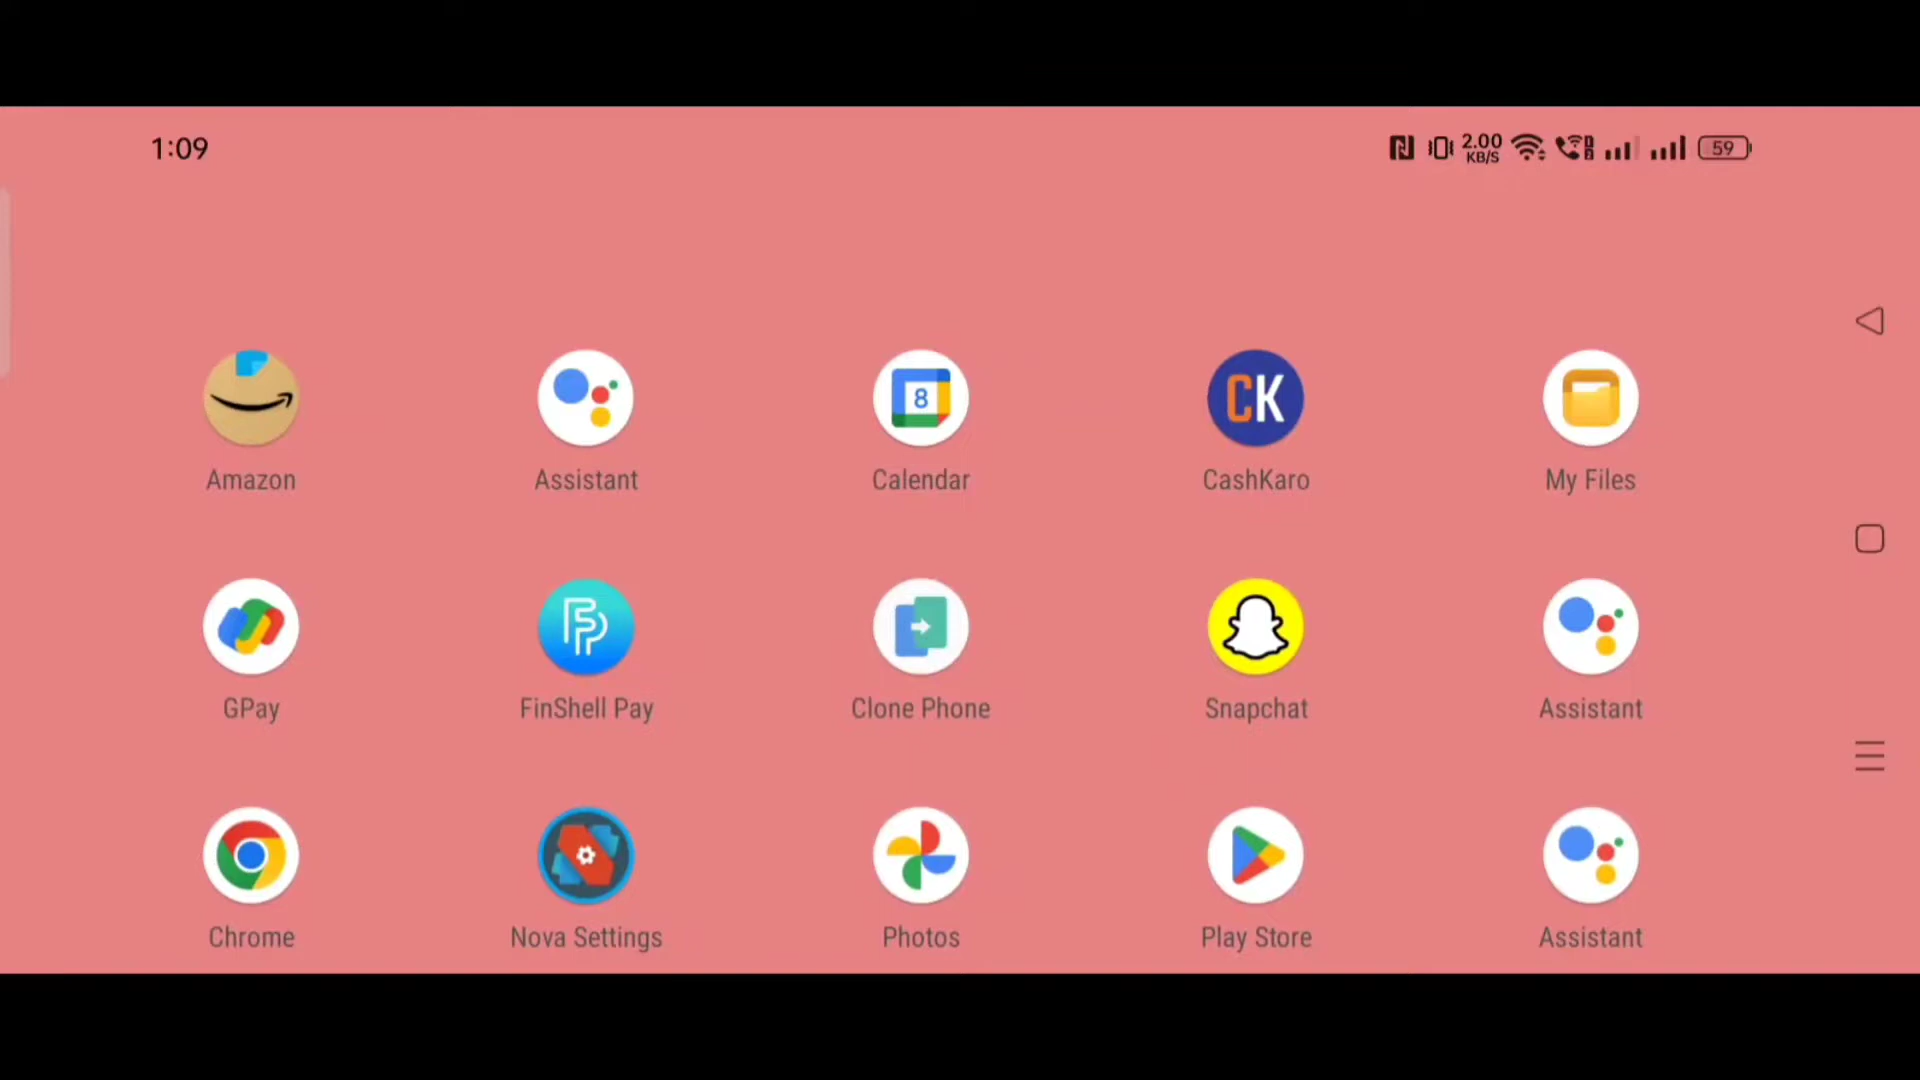 1:09
2.00
KB/S
59
8
CK
Amazon
Assistant
Calendar
CashKaro
My Files
GPay
FinShell Pay
Clone Phone
Snapchat
Assistant
Chrome
Nova Settings
Photos
Play Store
Assistant